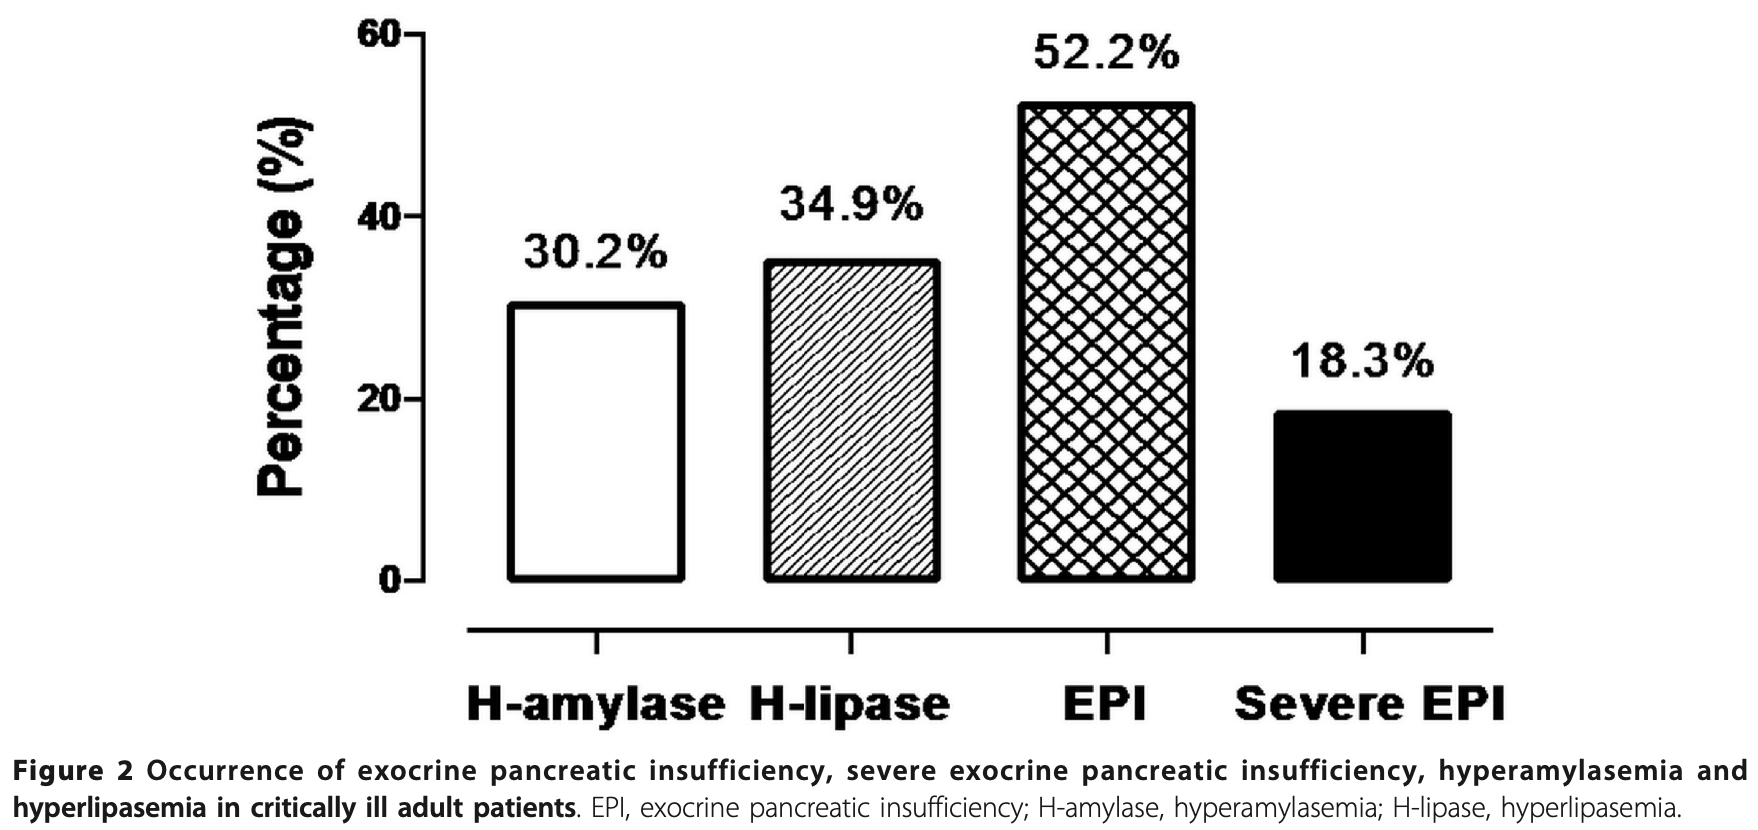 60
52.2%
34.9%
40
30.2%
Percentage (%)
18.3%
20
0
H-amylase H-lipase EPI Severe EPI
Figure 2 Occurrence of exocrine pancreatic insufficiency, severe exocrine pancreatic insufficiency, hyperamylasemia and
hyperlipasemia in critically ill adult patients. EPI, exocrine pancreatic insufficiency; H-amylase, hyperamylasemia; H-lipase, hyperlipasemia.